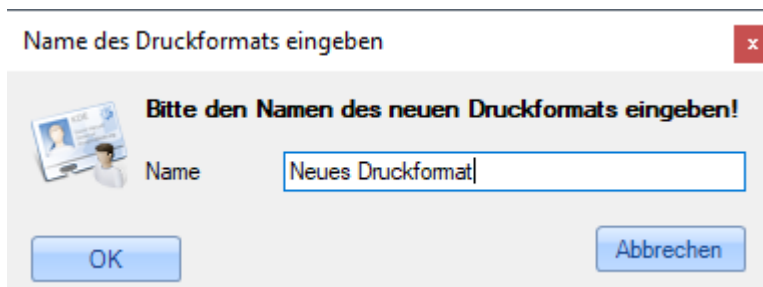 Name des Druckformats eingeben
x
Bitte den Namen des neuen Druckformats eingeben!
Name
Neues Druckformat
OK
Abbrechen